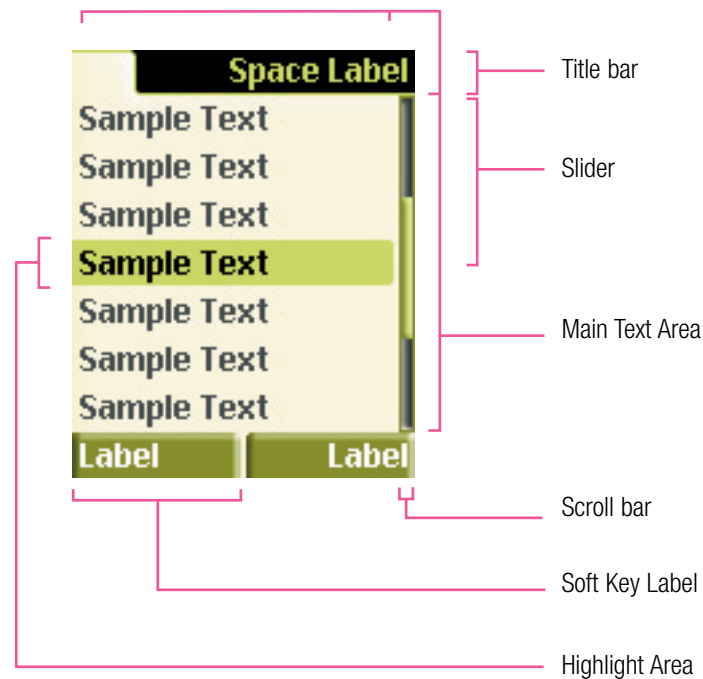 Space Label
Title bar
Sample Text
Sample Text
Slider
Sample Text
Sample Text
Sample Text
Main Text Area
Sample Text
Sample Text
Label Label
Scroll bar
Soft Key Label
Highlight Area